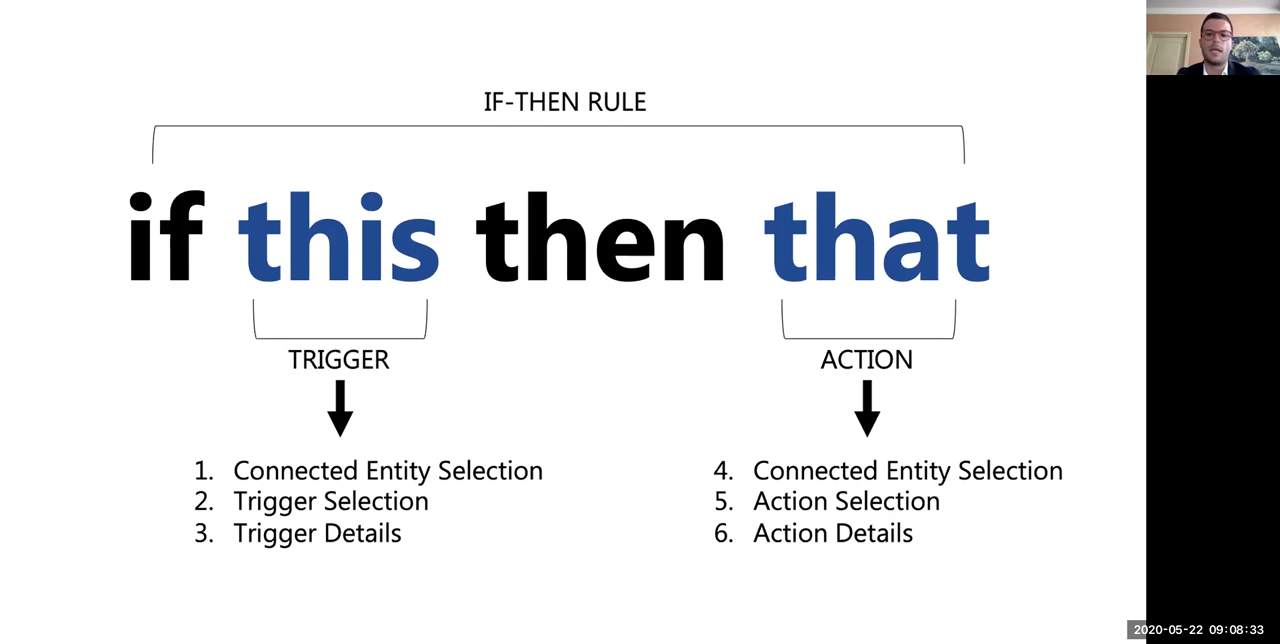 IF-THEN RULE
if this then that
TRIGGER
ACTION
1. Connected Entity Selection
2. Trigger Selection
3. Trigger Details
4. Connected Entity Selection
5. Action Selection
6. Action Details
2020-05-22 09:08:33